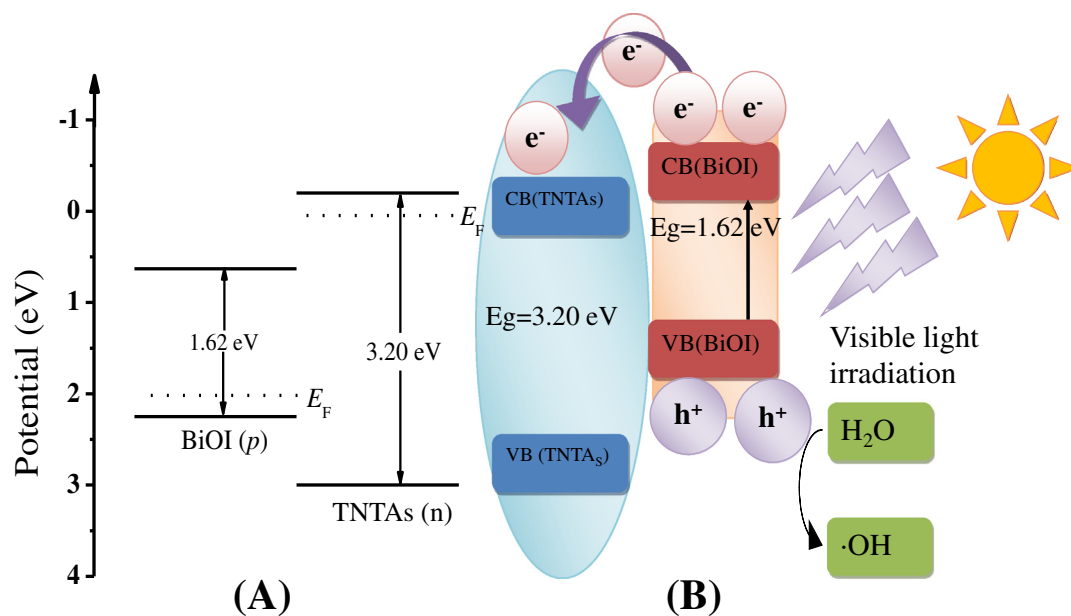 Potential (eV)
-1
0
1
2
3
4
1.62 eV
E_F
BiOI (p)
E_F
3.20 eV
TNTAs (n)
(A)
e⁻
e⁻
e⁻
e⁻
CB(TNTAs)
CB(BiOI)
Eg=1.62 eV
Eg=3.20 eV
VB(BiOI)
VB (TNTAₛ)
h⁺
h⁺
Visible light
irradiation
H₂O
·OH
(B)